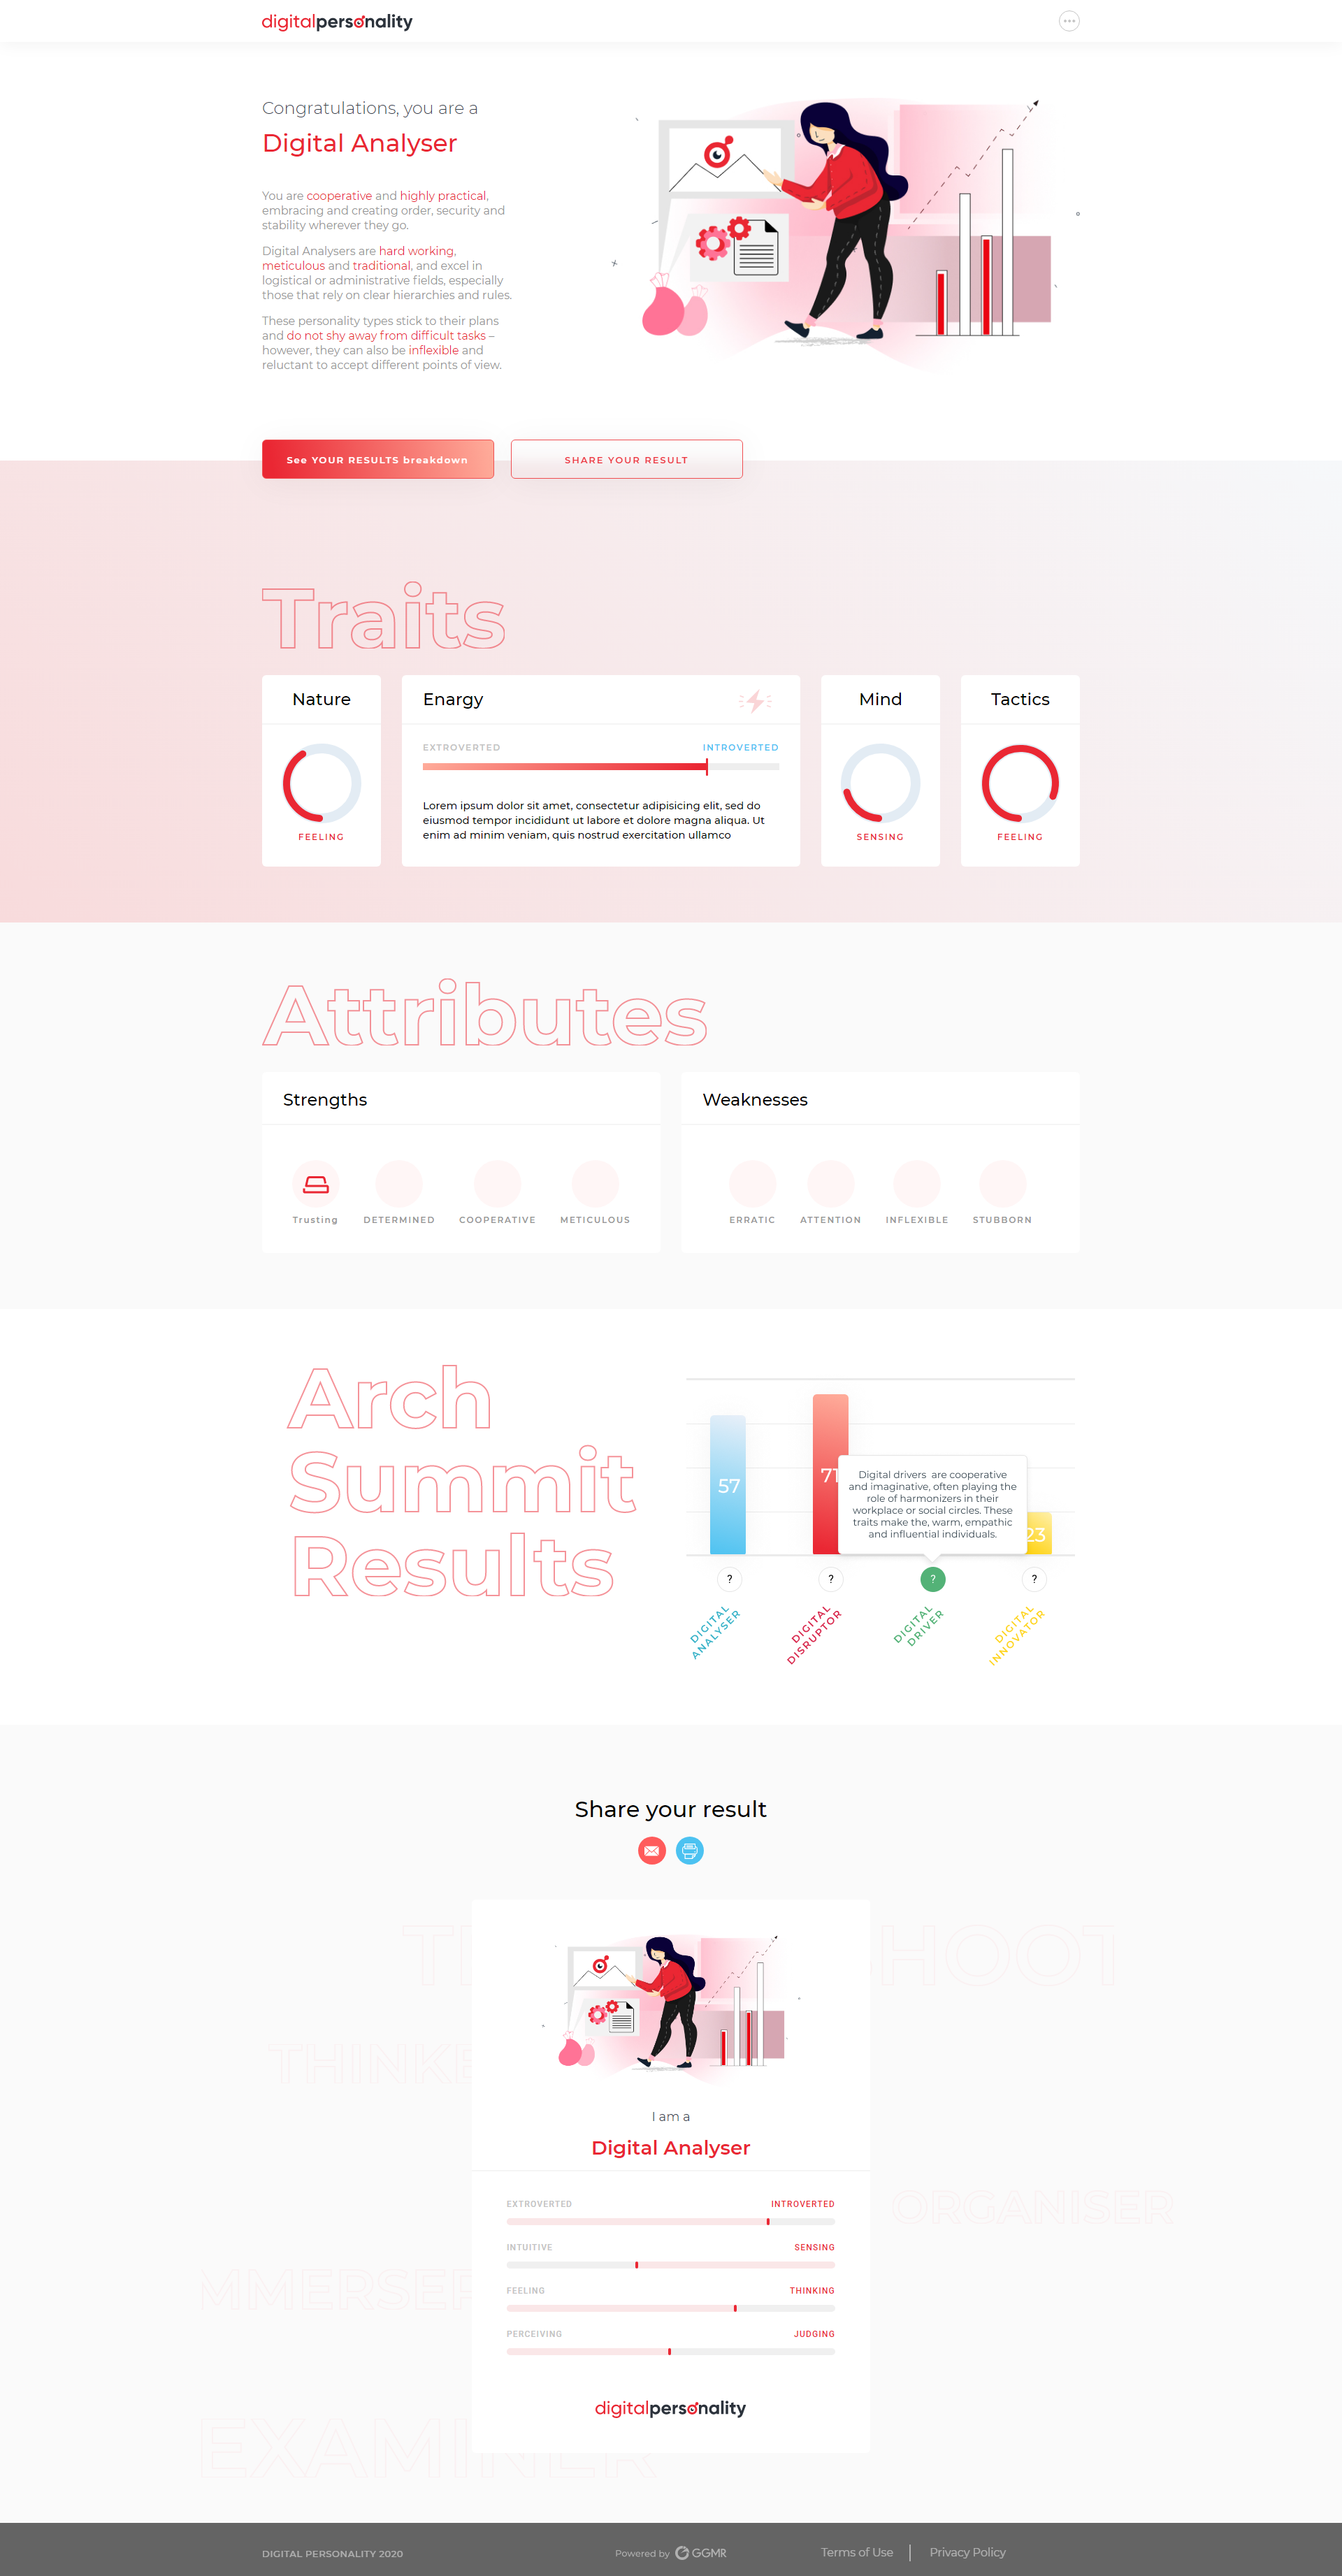 digitalpersonality
Congratulations, you are a
Digital Analyser
You are cooperative and highly practical,
embracing and creating order, security and
stability wherever they go.
Digital Analysers are hard working,
meticulous and traditional, and excel in
logistical or administrative fields, especially
those that rely on clear hierarchies and rules.
These personality types stick to their plans
and do not shy away from difficult tasks –
however, they can also be inflexible and
reluctant to accept different points of view.
See YOUR RESULTS breakdown
SHARE YOUR RESULT
Traits
Nature
FEELING
Enargy
EXTROVERTED INTROVERTED
Lorem ipsum dolor sit amet, consectetur adipisicing elit, sed do
eiusmod tempor incididunt ut labore et dolore magna aliqua. Ut
enim ad minim veniam, quis nostrud exercitation ullamco
Mind
SENSING
Tactics
FEELING
Attributes
Strengths
Trusting DETERMINED COOPERATIVE METICULOUS
Weaknesses
ERRATIC ATTENTION INFLEXIBLE STUBBORN
Arch
Summit
Results
57
71
23
Digital drivers are cooperative
and imaginative, often playing the
role of harmonizers in their
workplace or social circles. These
traits make the, warm, empathic
and influential individuals.
? ? ? ?
DIGITAL
ANALYSER
DIGITAL
DISRUPTOR
DIGITAL
DRIVER
DIGITAL
INNOVATOR
Share your result
HOOT
THINKE
I am a
Digital Analyser
EXTROVERTED INTROVERTED
ORGANISER
INTUITIVE SENSING
MMERSER
FEELING THINKING
PERCEIVING JUDGING
digitalpersonality
EXAMINER
DIGITAL PERSONALITY 2020
Powered by GGMR
Terms of Use | Privacy Policy